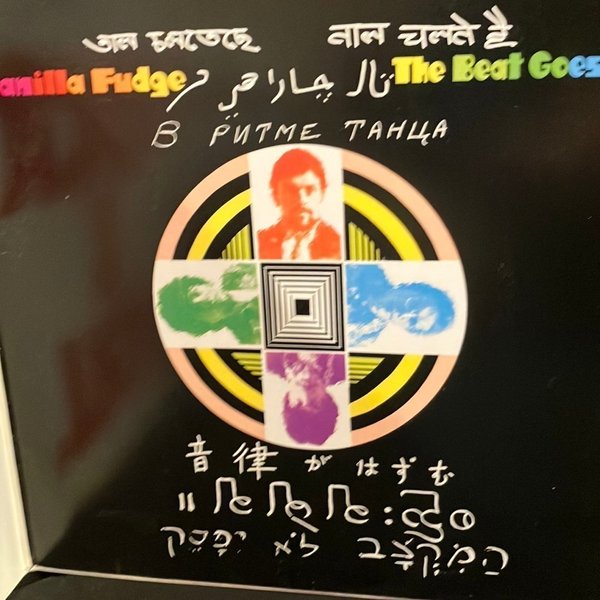 তাল চলতেছে नाल चलते है
anilla Fudge The Beat Goes
В РИТМЕ ТАНЦА
音律がはずむ
המקצב לא יפסק